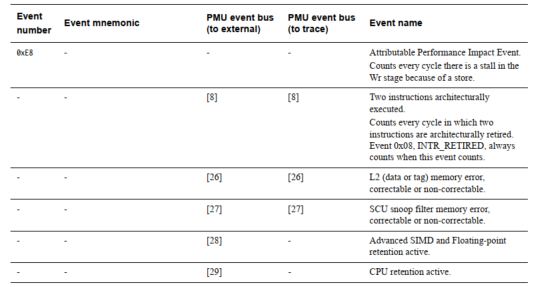 Event number Event mnemonic PMU event bus (to external) PMU event bus (to trace) Event name
0xE8 - - - Attributable Performance Impact Event.
Counts every cycle there is a stall in the
Wr stage because of a store.
- - [8] [8] Two instructions architecturally
executed.
Counts every cycle in which two
instructions are architecturally retired.
Event 0x08, INTR_RETIRED, always
counts when this event counts.
- - [26] [26] L2 (data or tag) memory error,
correctable or non-correctable.
- - [27] [27] SCU snoop filter memory error,
correctable or non-correctable.
- - [28] - Advanced SIMD and Floating-point
retention active.
- - [29] - CPU retention active.